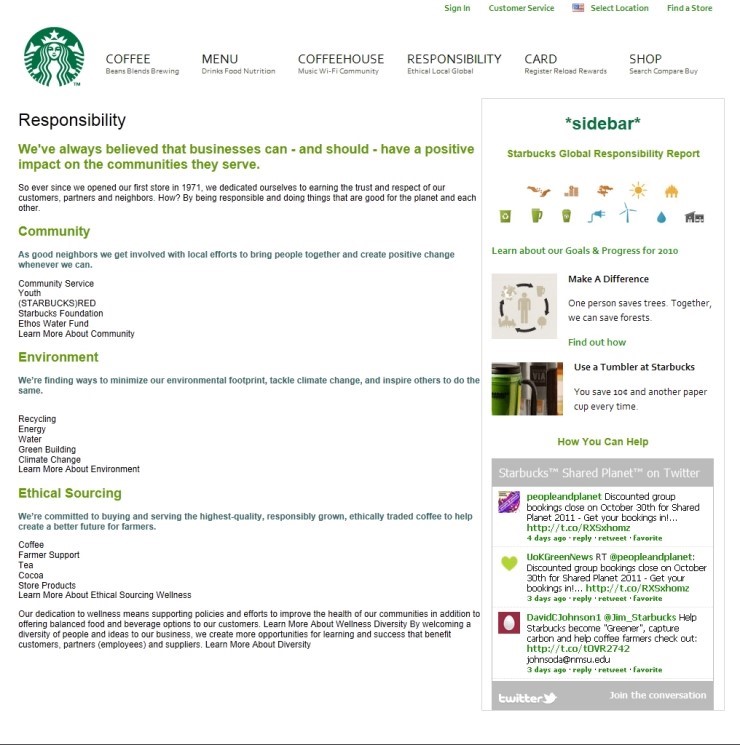 Sign In Customer Service Select Location Find a Store
COFFEE MENU COFFEEHOUSE RESPONSIBILITY CARD SHOP
Beans Blends Brewing Drinks Food Nutrition Music Wi-Fi Community Ethical Local Global Register Reload Rewards Search Compare Buy
Responsibility
We've always believed that businesses can - and should - have a positive
impact on the communities they serve.
So ever since we opened our first store in 1971, we dedicated ourselves to earning the trust and respect of our
customers, partners and neighbors. How? By being responsible and doing things that are good for the planet and each
other.
Community
As good neighbors we get involved with local efforts to bring people together and create positive change
whenever we can.
Community Service
Youth
(STARBUCKS)RED
Starbucks Foundation
Ethos Water Fund
Learn More About Community
Environment
We're finding ways to minimize our environmental footprint, tackle climate change, and inspire others to do the
same.
Recycling
Energy
Water
Green Building
Climate Change
Learn More About Environment
Ethical Sourcing
We're committed to buying and serving the highest-quality, responsibly grown, ethically traded coffee to help
create a better future for farmers.
Coffee
Farmer Support
Tea
Cocoa
Store Products
Learn More About Ethical Sourcing Wellness
Our dedication to wellness means supporting policies and efforts to improve the health of our communities in addition to
offering balanced food and beverage options to our customers. Learn More About Wellness Diversity By welcoming a
diversity of people and ideas to our business, we create more opportunities for learning and success that benefit
customers, partners (employees) and suppliers. Learn More About Diversity
*sidebar*
Starbucks Global Responsibility Report
Learn about our Goals & Progress for 2010
Make A Difference
One person saves trees. Together,
we can save forests.
Find out how
VIA
Use a Tumbler at Starbucks
You save 10¢ and another paper
cup every time.
How You Can Help
Starbucks™ Shared Planet™ on Twitter
peopleandplanet Discounted group
bookings close on October 30th for Shared
Planet 2011 - Get your bookings in!...
http://t.co/RXSxhomz
4 days ago · reply · retweet · favorite
UoKGreenNews RT @peopleandplanet:
Discounted group bookings close on October
30th for Shared Planet 2011 - Get your
bookings in!... http://t.co/RXSxhomz
3 days ago · reply · retweet · favorite
DavidCJohnson1 @Jim_Starbucks Help
Starbucks become "Greener", capture
carbon and help coffee farmers check out:
http://t.co/tOVR2742
johnsoda@nmsu.edu
3 days ago · reply · retweet · favorite
twitter Join the conversation